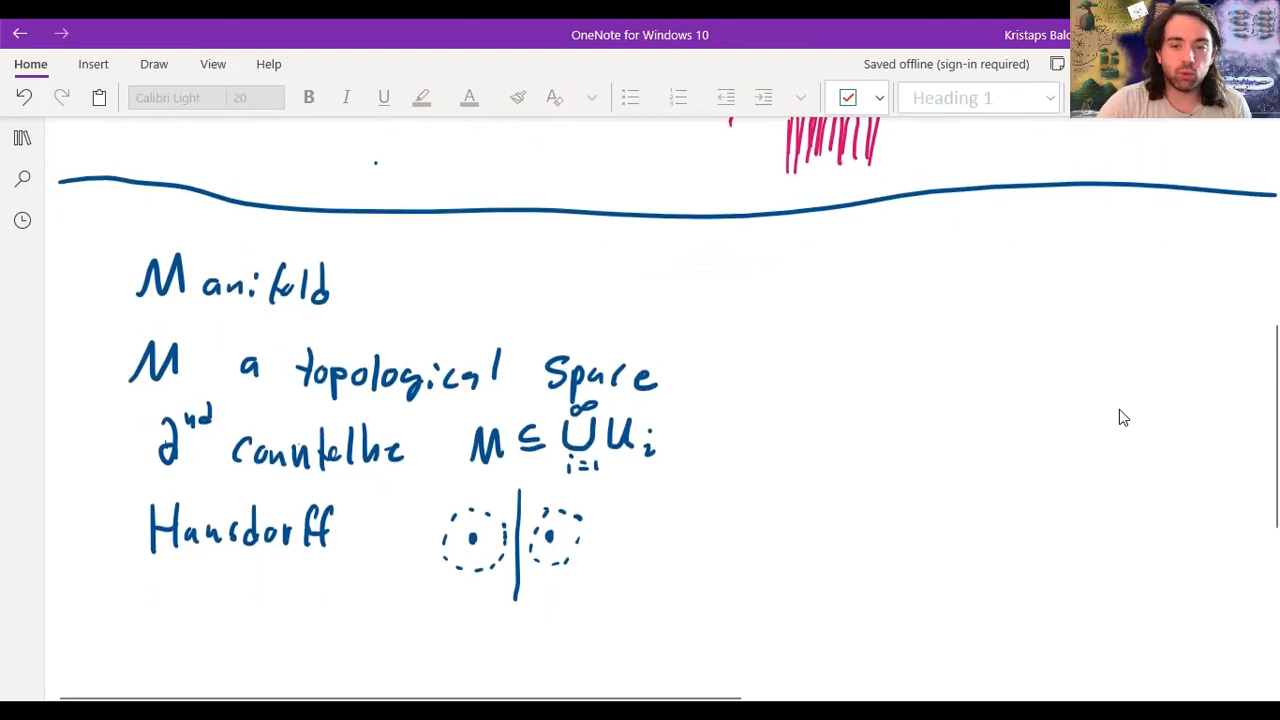 OneNote for Windows 10
Kristaps Balo
Home Insert Draw View Help
Saved offline (sign-in required)
Calibri Light 20 B I U A Heading 1
Manifold
M a topological space
2nd countable M ⊆ ∞⋃i=1 Ui
Hausdorff